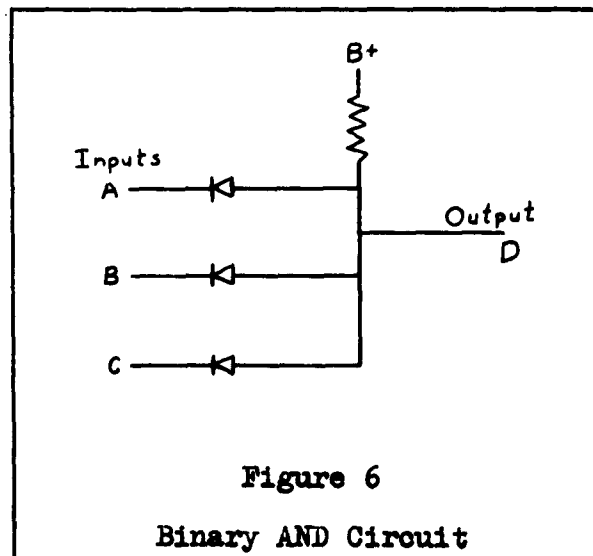 B+
Inputs
A
Output
D
B
C
Figure 6
Binary AND Circuit